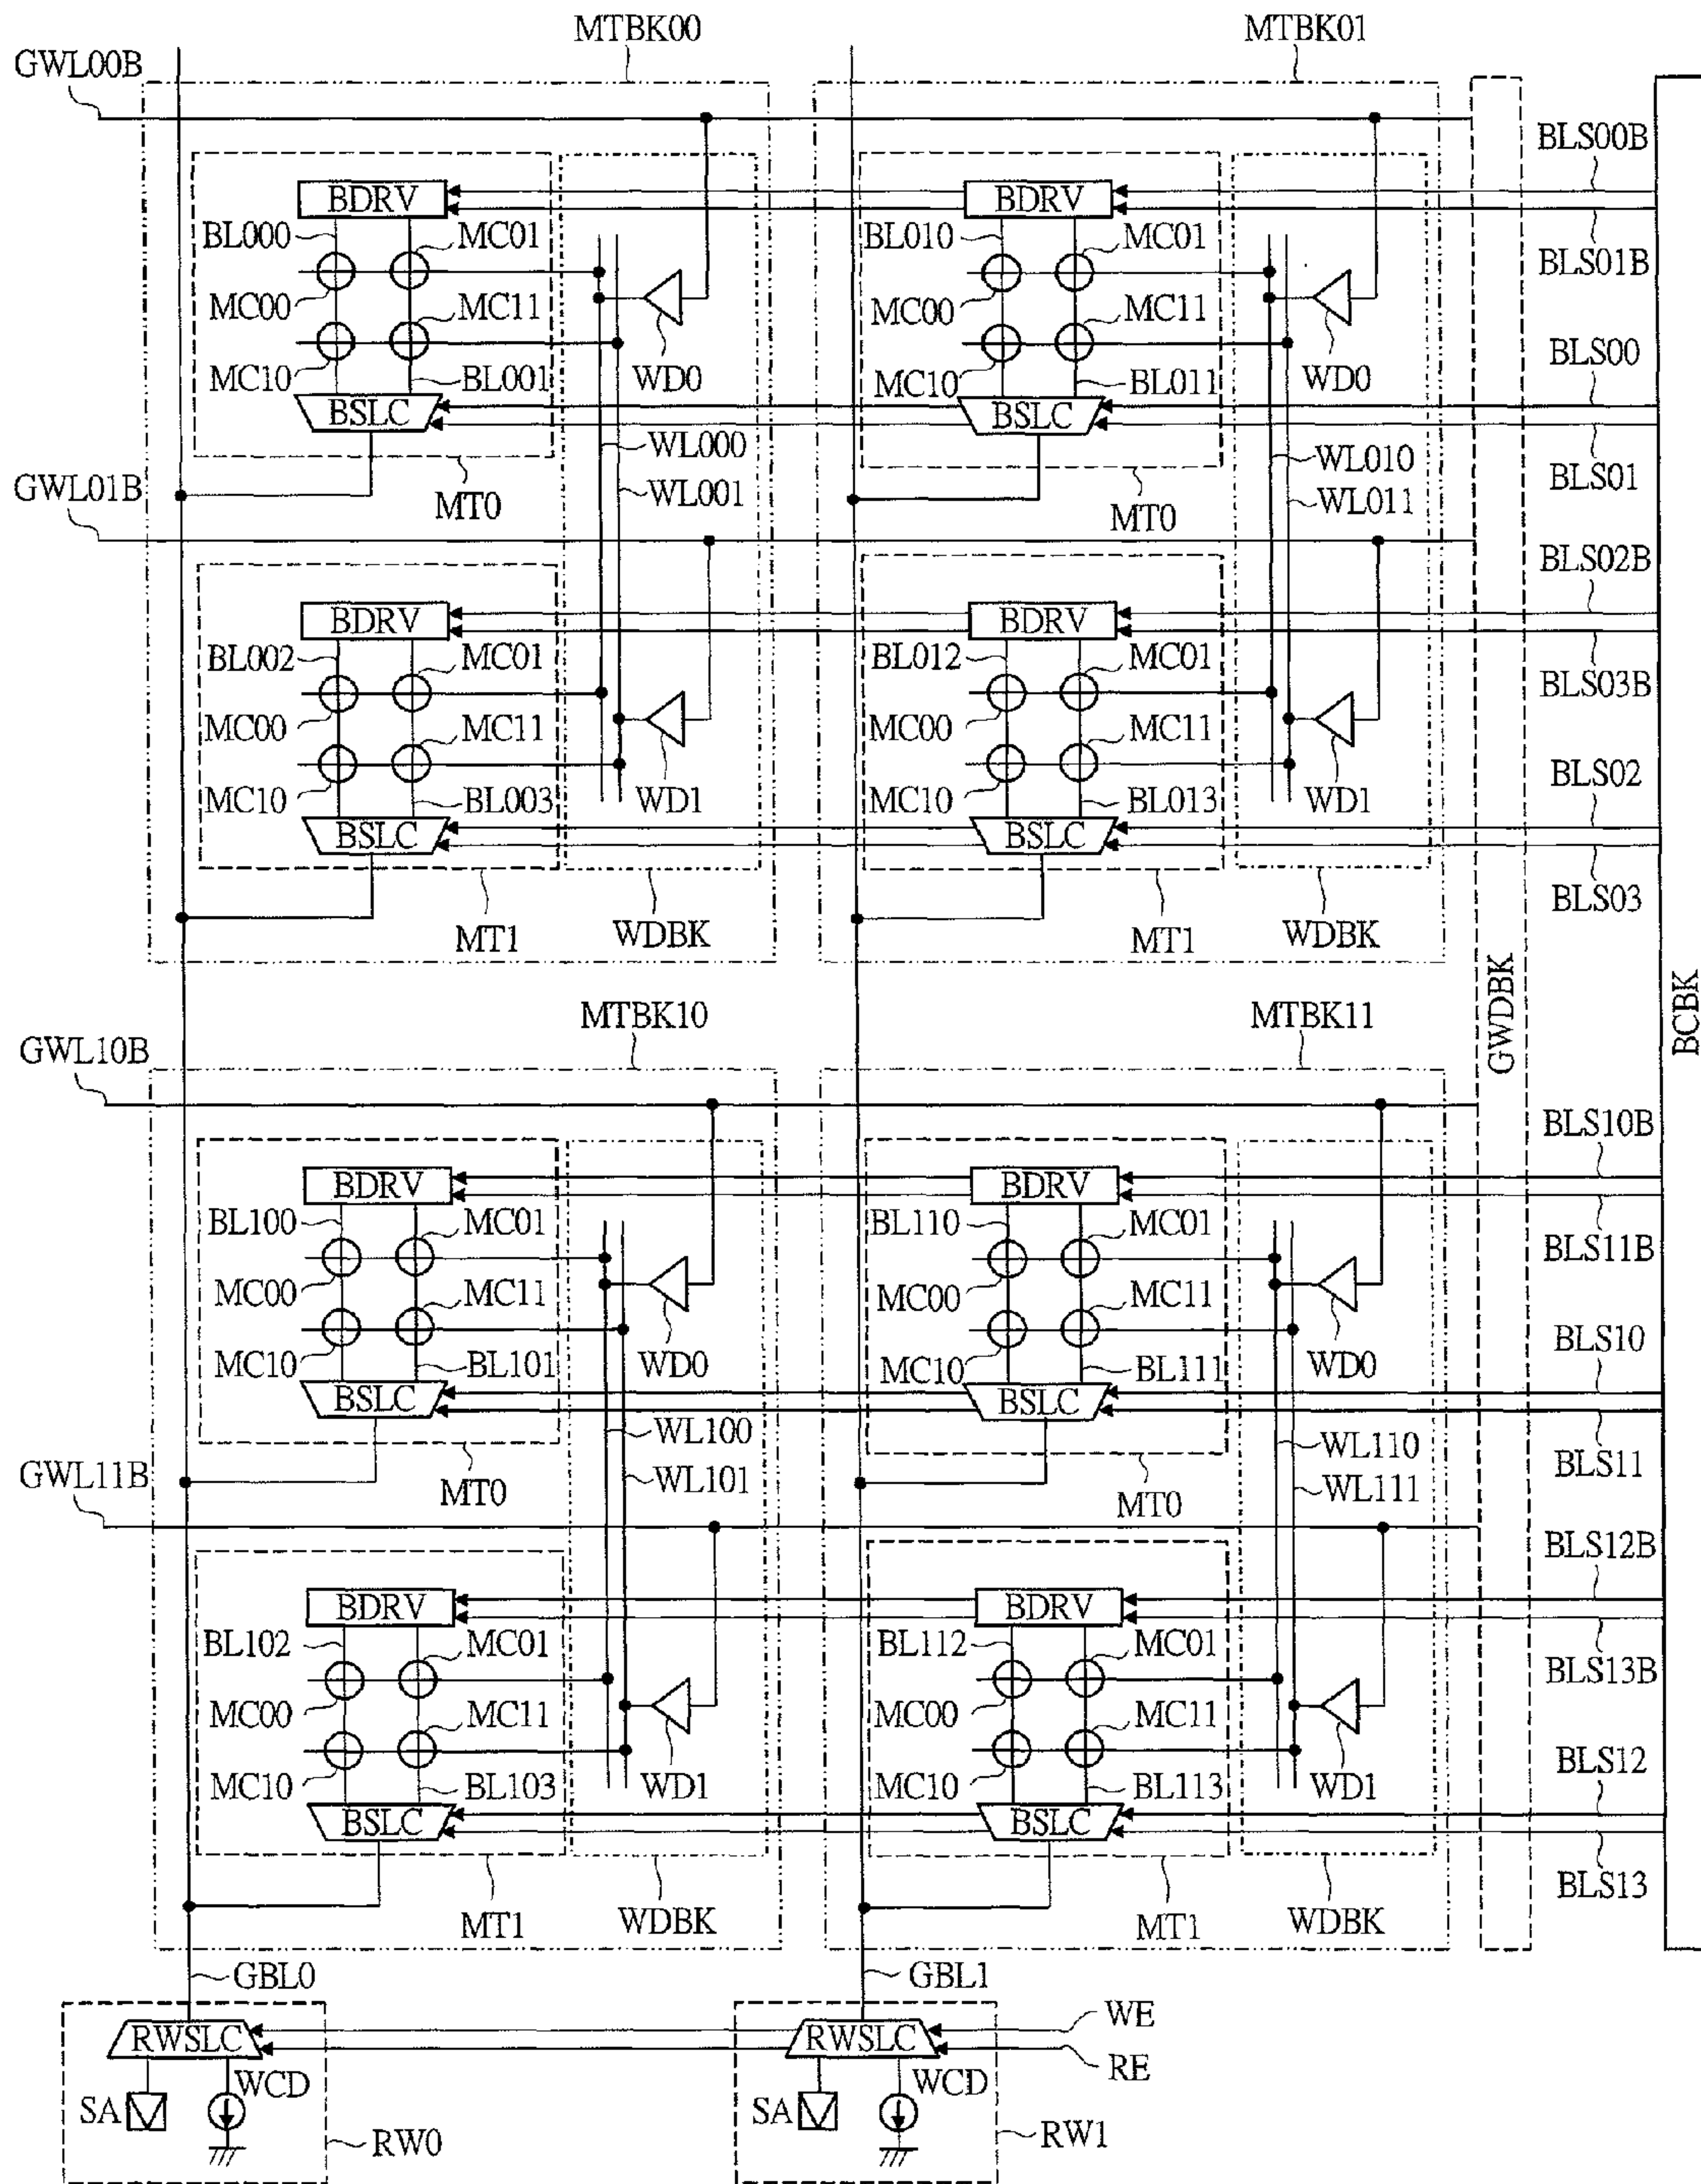 MTBK00 MTBK01
GWL00B
BLS00B
BDRV BDRV
BL000 MC01 BL010 MC01
BLS01B
MC00 MC11 MC00 MC11
BLS00
MC10 BL001 WD0 MC10 BL011 WD0
BSLC BSLC
WL000 WL010
GWL01B BLS01
WL001 WL011
MT0 MT0
BLS02B
BDRV BDRV
BL002 MC01 BL012 MC01
BLS03B
MC00 MC11 MC00 MC11
BLS02
MC10 BL003 WD1 MC10 BL013 WD1
BSLC BSLC
BLS03
MT1 WDBK MT1 WDBK
GWDBK
BCBK
MTBK10 MTBK11
GWL10B
BLS10B
BDRV BDRV
BL100 MC01 BL110 MC01
BLS11B
MC00 MC11 MC00 MC11
BLS10
MC10 BL101 WD0 MC10 BL111 WD0
BSLC BSLC
WL100 WL110
GWL11B BLS11
WL101 WL111
MT0 MT0
BLS12B
BDRV BDRV
BL102 MC01 BL112 MC01
BLS13B
MC00 MC11 MC00 MC11
BLS12
MC10 BL103 WD1 MC10 BL113 WD1
BSLC BSLC
BLS13
MT1 WDBK MT1 WDBK
GBL0 GBL1
WE
RWSLC RWSLC
RE
WCD WCD
SA SA
RW0 RW1